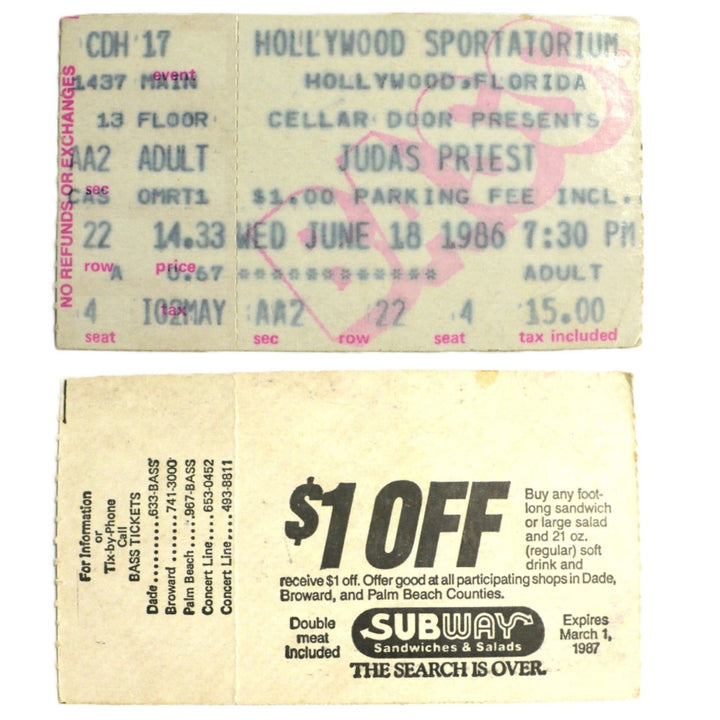 CDH 17
event
1437 MAIN
13 FLOOR
AA2 ADULT
sec
CAS OMRT1
22 14.33
row price
A 0.67
tax
4 I02MAY
seat
NO REFUNDS OR EXCHANGES
HOLLYWOOD SPORTATORIUM
HOLLYWOOD,FLORIDA
CELLAR DOOR PRESENTS
JUDAS PRIEST
$1.00 PARKING FEE INCL.
WED JUNE 18 1986 7:30 PM
****************** ADULT
AA2 22 4 15.00
sec row seat tax included
BASS
For Information
or
Tix-by-Phone
Call
BASS TICKETS
Dade.........633-BASS
Broward.......741-3000
Palm Beach....967-BASS
Concert Line....653-0452
Concert Line....493-8811
$1 OFF
Buy any foot-
long sandwich
or large salad
and 21 oz.
(regular) soft
drink and
receive $1 off. Offer good at all participating shops in Dade,
Broward, and Palm Beach Counties.
Double
meat
Included
SUBWAY
Sandwiches & Salads
THE SEARCH IS OVER.
Expires
March 1,
1987